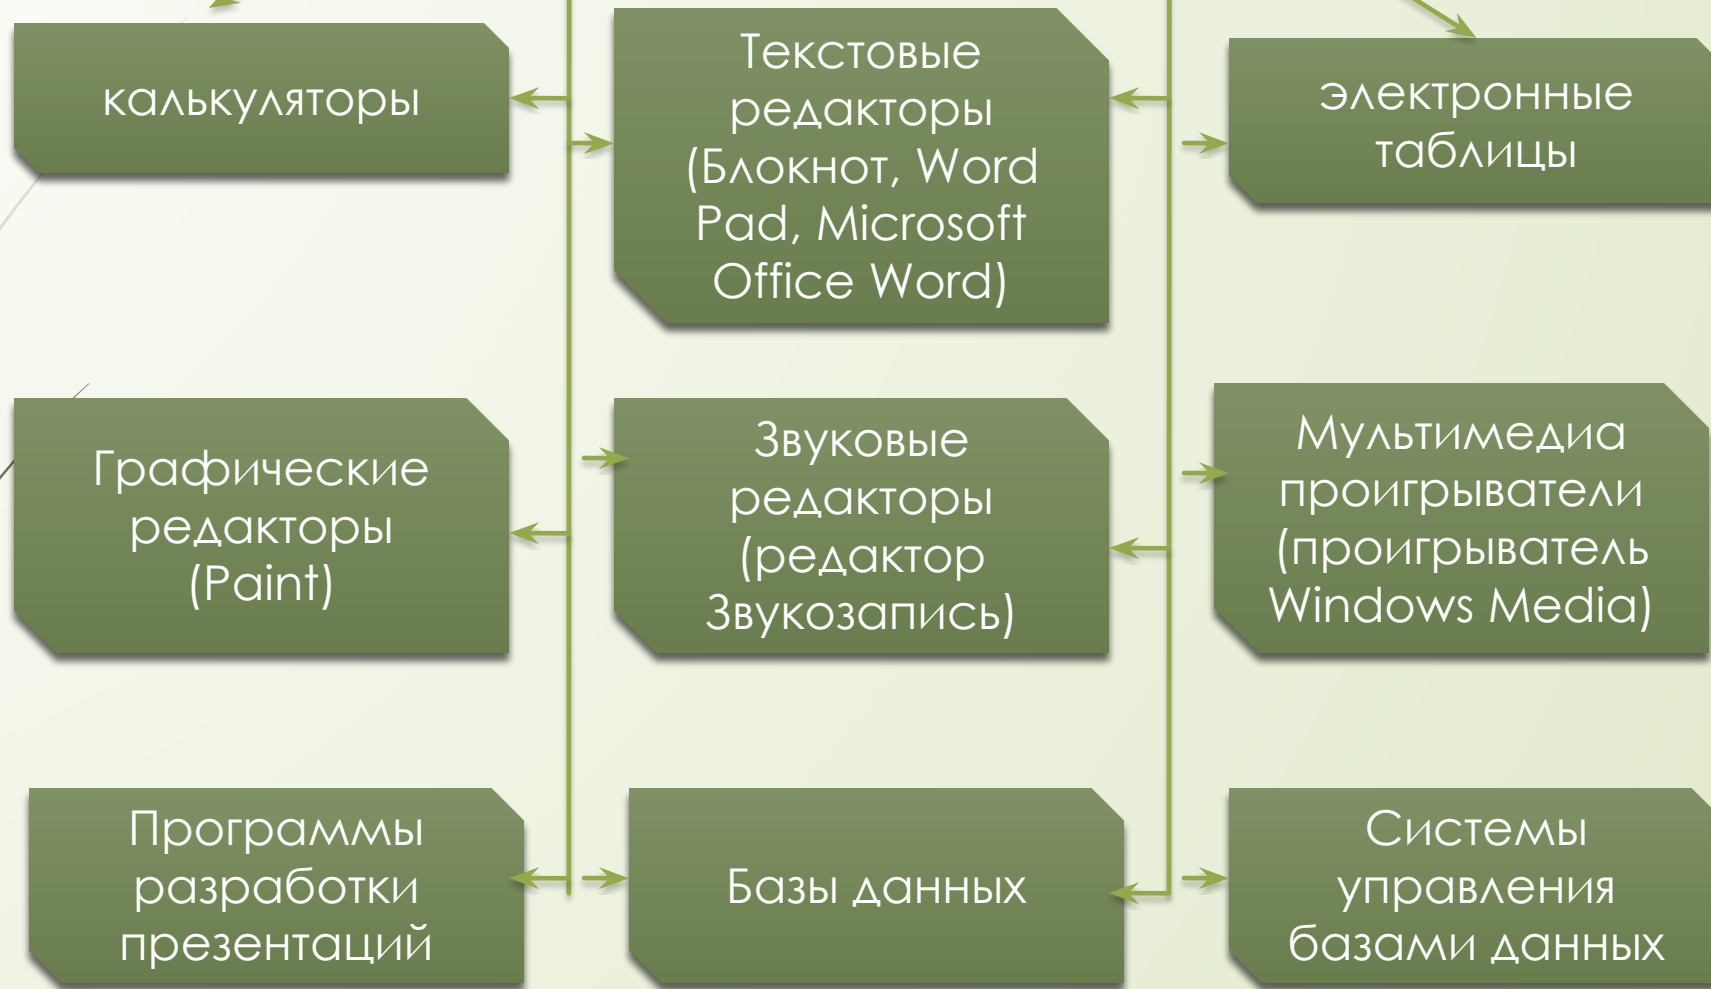 калькуляторы
Текстовые
редакторы
(Блокнот, Word
Pad, Microsoft
Office Word)
электронные
таблицы
Графические
редакторы
(Paint)
Звуковые
редакторы
(редактор
Звукозапись)
Мультимедиа
проигрыватели
(проигрыватель
Windows Media)
Программы
разработки
презентаций
Базы данных
Системы
управления
базами данных